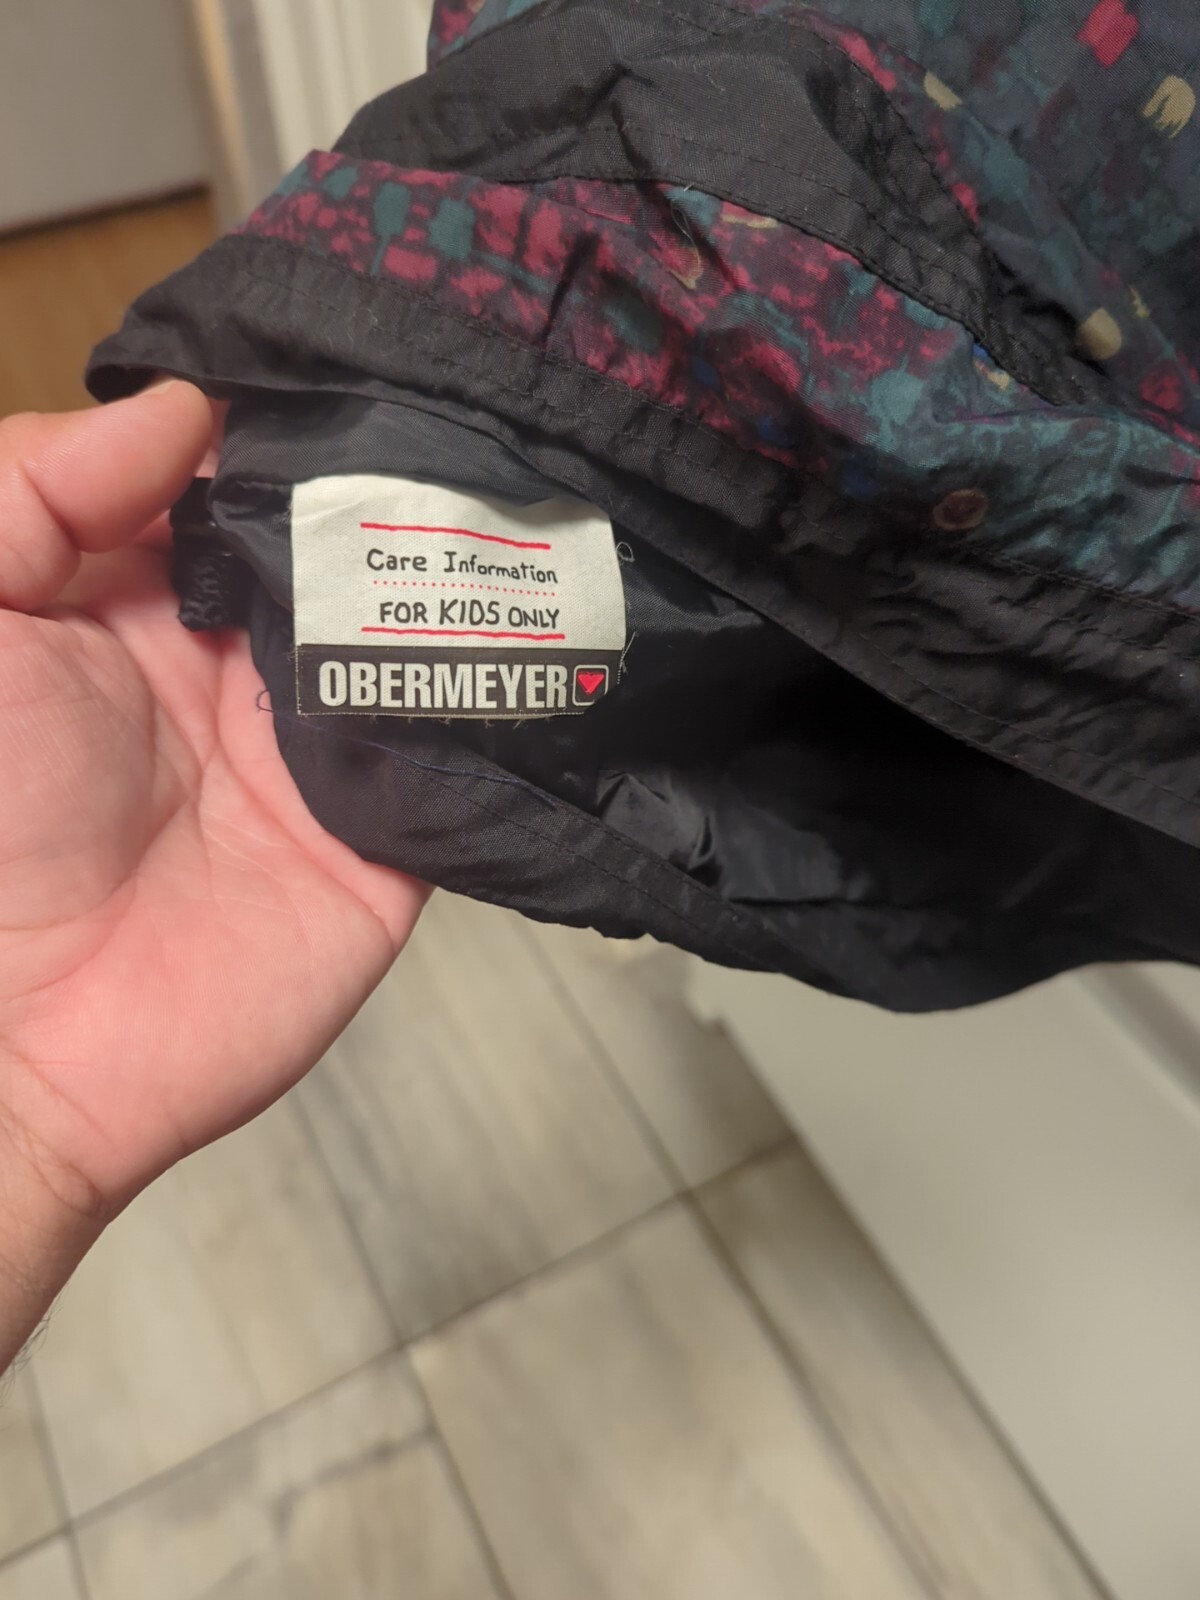 Care Information
FOR KIDS ONLY
OBERMEYER